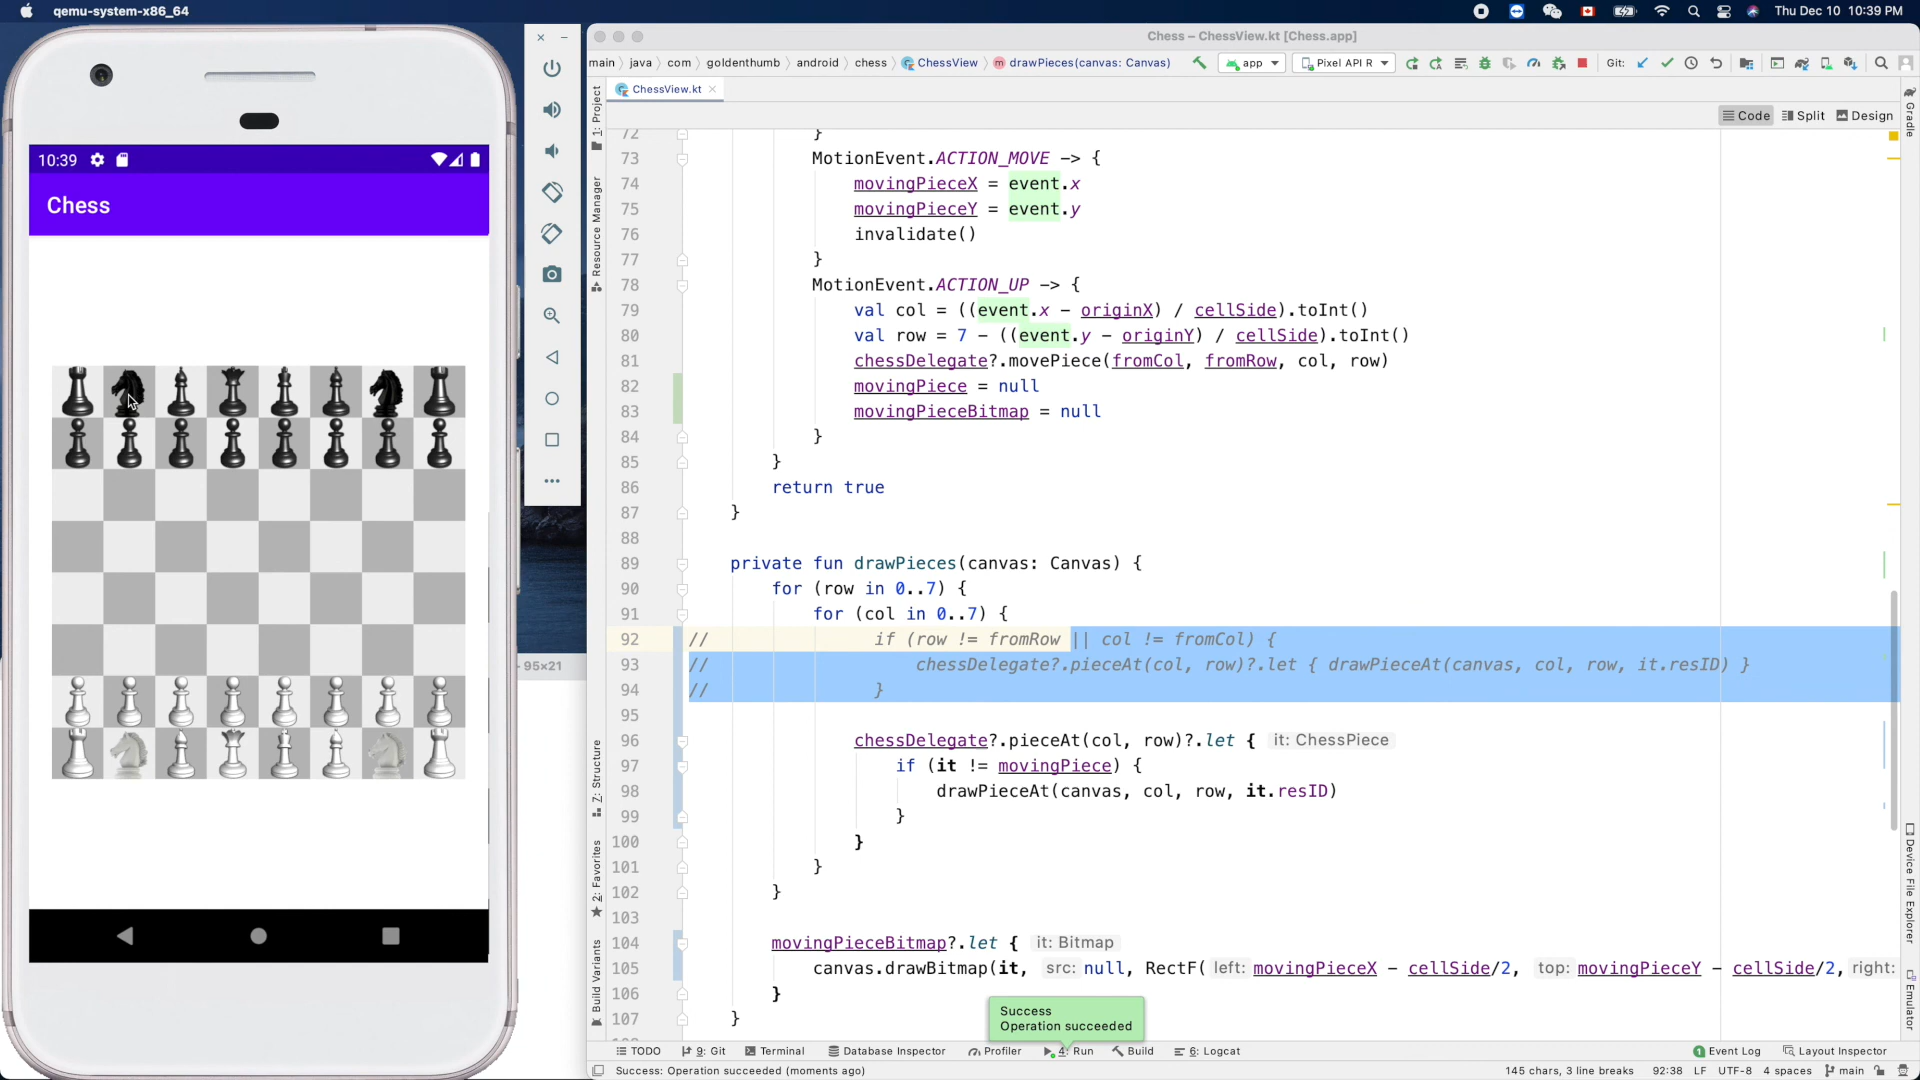 qemu-system-x86_64
Thu Dec 10 10:39 PM
Chess – ChessView.kt [Chess.app]
main
java
com
goldenthumb
android
chess
ChessView
drawPieces(canvas: Canvas)
app
Pixel API R
Git:
ChessView.kt
Code
Split
Design
10:39
Chess
1: Project
Resource Manager
Z: Structure
2: Favorites
Build Variants
Gradle
Device File Explorer
Emulator
- 95×21
72 }
73 MotionEvent.ACTION_MOVE -> {
74 movingPieceX = event.x
75 movingPieceY = event.y
76 invalidate()
77 }
78 MotionEvent.ACTION_UP -> {
79 val col = ((event.x - originX) / cellSide).toInt()
80 val row = 7 - ((event.y - originY) / cellSide).toInt()
81 chessDelegate?.movePiece(fromCol, fromRow, col, row)
82 movingPiece = null
83 movingPieceBitmap = null
84 }
85 }
86 return true
87 }
88
89 private fun drawPieces(canvas: Canvas) {
90 for (row in 0..7) {
91 for (col in 0..7) {
92 // if (row != fromRow || col != fromCol) {
93 // chessDelegate?.pieceAt(col, row)?.let { drawPieceAt(canvas, col, row, it.resID) }
94 // }
95
96 chessDelegate?.pieceAt(col, row)?.let { it: ChessPiece
97 if (it != movingPiece) {
98 drawPieceAt(canvas, col, row, it.resID)
99 }
100 }
101 }
102 }
103
104 movingPieceBitmap?.let { it: Bitmap
105 canvas.drawBitmap(it, src: null, RectF( left: movingPieceX - cellSide/2, top: movingPieceY - cellSide/2, right:
106 }
107 }
Success
Operation succeeded
TODO
9: Git
Terminal
Database Inspector
Profiler
4: Run
Build
6: Logcat
1 Event Log
Layout Inspector
Success: Operation succeeded (moments ago)
145 chars, 3 line breaks
92:38
LF
UTF-8
4 spaces
main